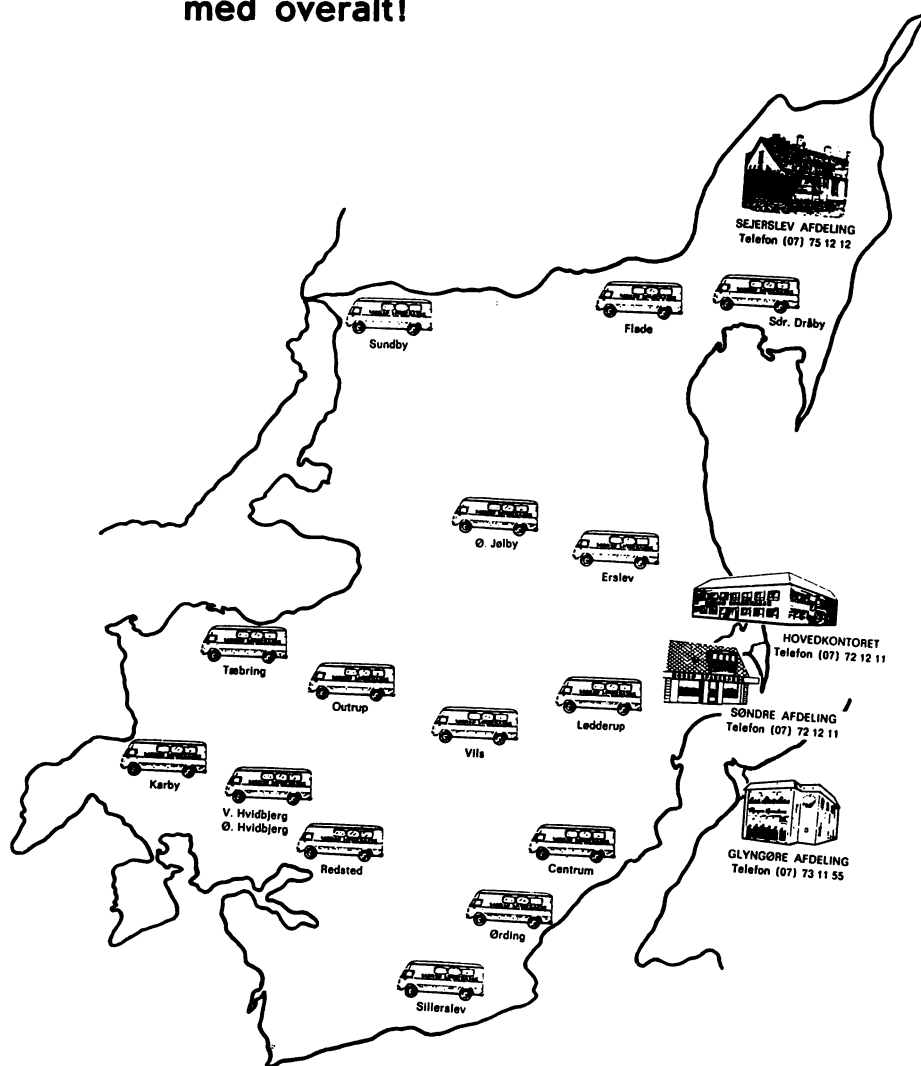 med overalt!
SEJERSLEV AFDELING
Telefon (07) 75 12 12
Sundby
Flade
Sdr. Dråby
Ø. Jølby
Erslev
HOVEDKONTORET
Telefon (07) 72 12 11
Tæbring
Outrup
Vils
Lødderup
SØNDRE AFDELING
Telefon (07) 72 12 11
Karby
V. Hvidbjerg
Ø. Hvidbjerg
Redsted
Centrum
GLYNGØRE AFDELING
Telefon (07) 73 11 55
Ørding
Sillerslev